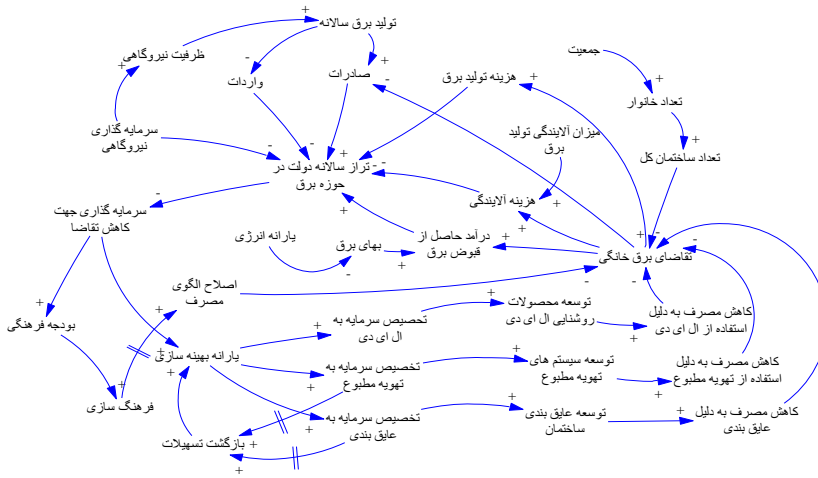 تولید برق سالانه
ظرفیت نیروگاهی
واردات
صادرات
هزینه تولید برق
جمعیت
تعداد خانوار
سرمایه گذاری
نیروگاهی
میزان آلایندگی تولید
برق
تعداد ساختمان کل
تراز سالانه دولت در
حوزه برق
سرمایه گذاری جهت
کاهش تقاضا
هزینه آلایندگی
یارانه انرژی
بهای برق
درآمد حاصل از
قبوض برق
تقاضای برق خانگی
اصلاح الگوی
مصرف
بودجه فرهنگی
تخصیص سرمایه به
ال ای دی
توسعه محصولات
روشنایی ال ای دی
کاهش مصرف به دلیل
استفاده از ال ای دی
یارانه بهینه سازی
تخصیص سرمایه به
تهویه مطبوع
توسعه سیستم های
تهویه مطبوع
کاهش مصرف به دلیل
استفاده از تهویه مطبوع
فرهنگ سازی
تخصیص سرمایه به
عایق بندی
توسعه عایق بندی
ساختمان
کاهش مصرف به دلیل
عایق بندی
بازگشت تسهیلات